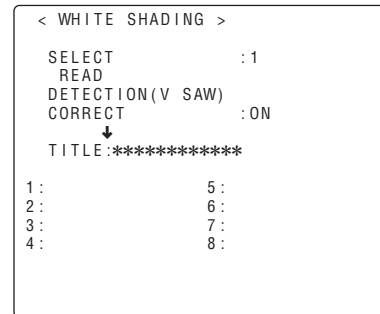 < WHITE SHADING >
SELECT :1
READ
DETECTION(V SAW)
CORRECT :ON
↓
TITLE:************
1: 5:
2: 6:
3: 7:
4: 8: